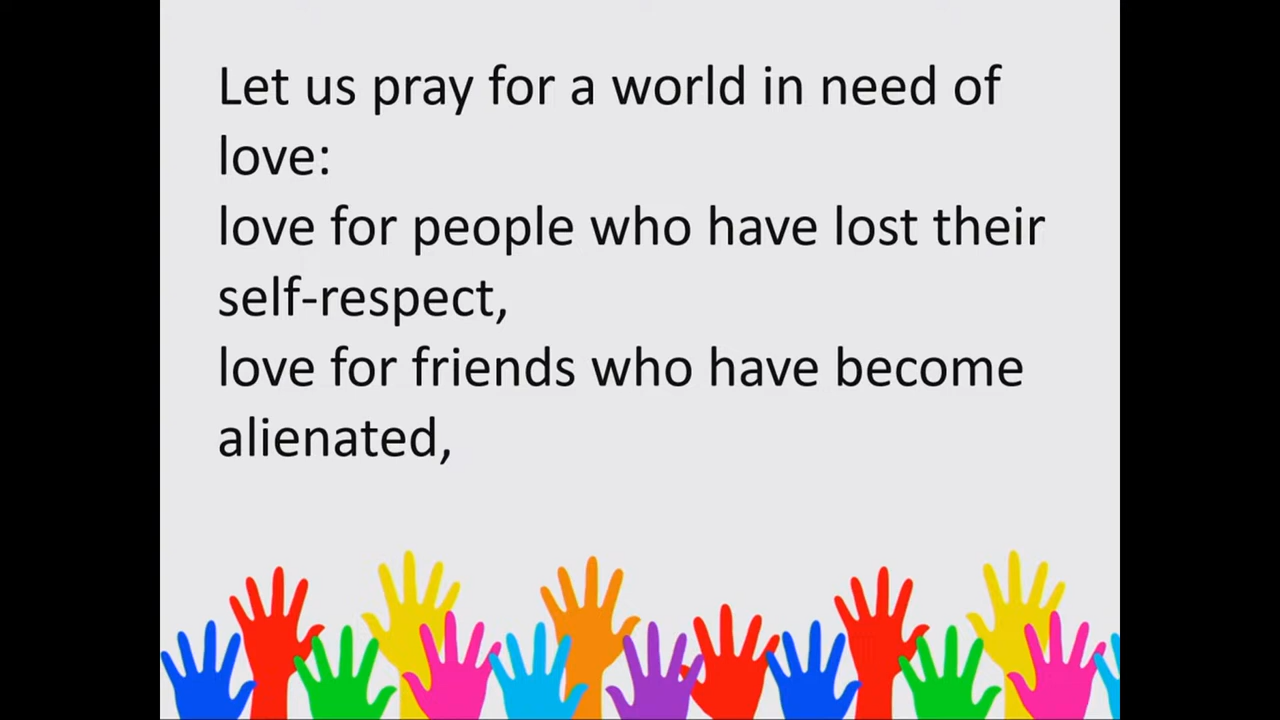 Let us pray for a world in need of
love:
love for people who have lost their
self-respect,
love for friends who have become
alienated,